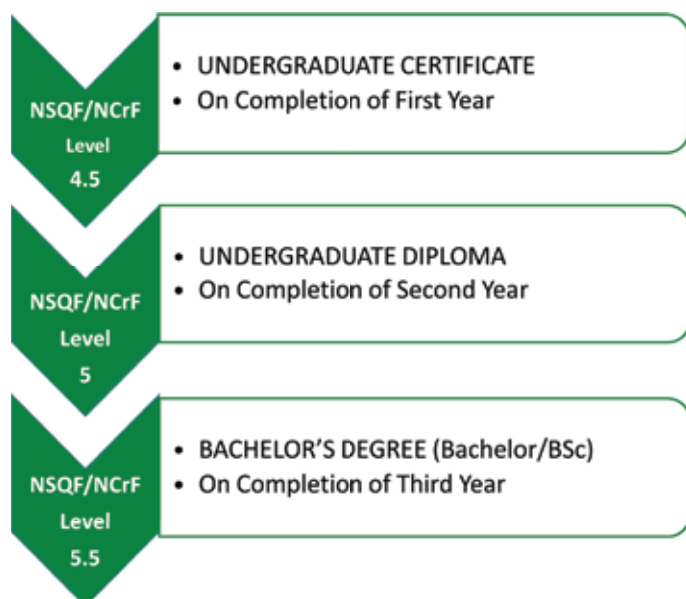 NSQF/NCrF
Level
4.5
• UNDERGRADUATE CERTIFICATE
• On Completion of First Year
NSQF/NCrF
Level
5
• UNDERGRADUATE DIPLOMA
• On Completion of Second Year
NSQF/NCrF
Level
5.5
• BACHELOR'S DEGREE (Bachelor/BSc)
• On Completion of Third Year